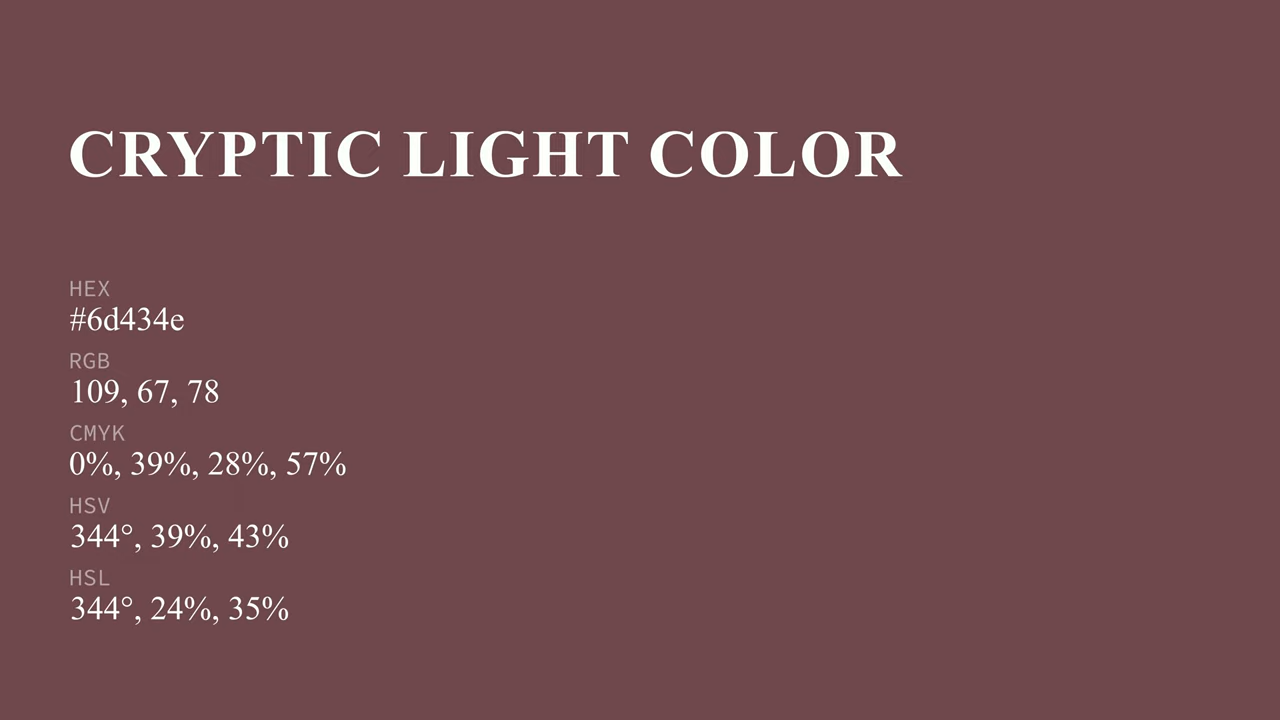 CRYPTIC LIGHT COLOR
HEX
#6d434e
RGB
109, 67, 78
CMYK
0%, 39%, 28%, 57%
HSV
344°, 39%, 43%
HSL
344°, 24%, 35%